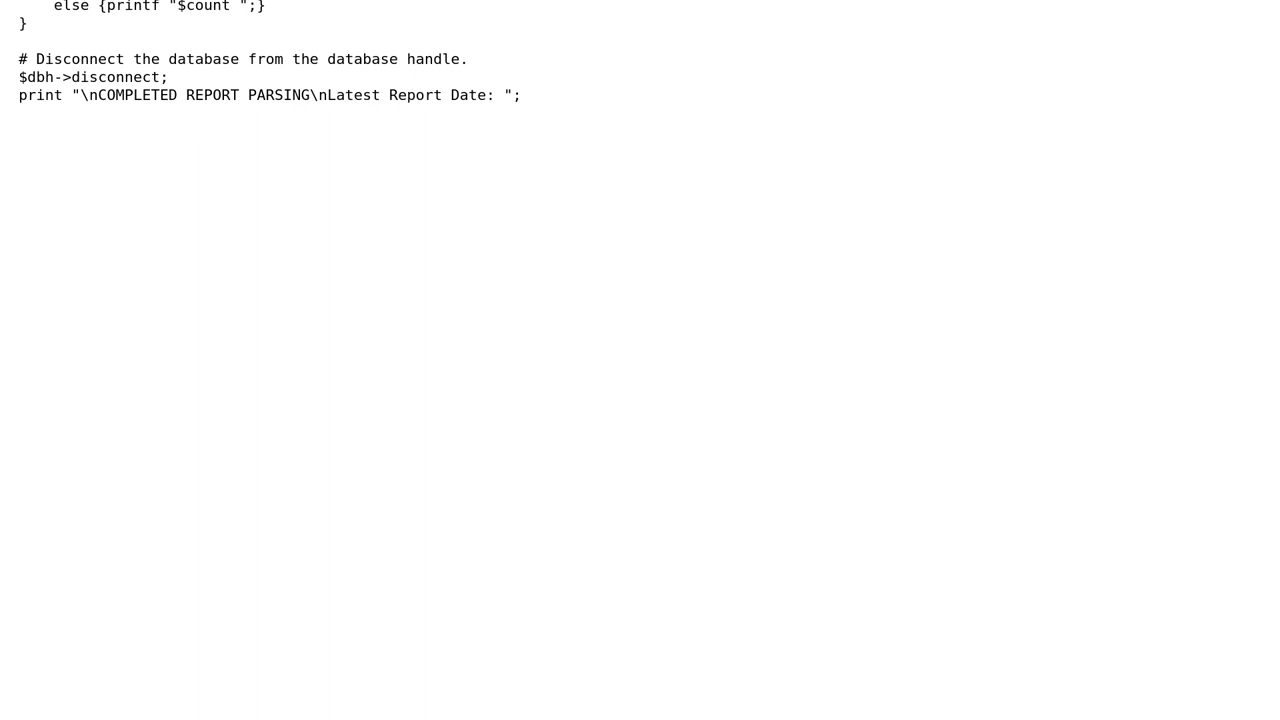 else {printf "$count ";}
}

# Disconnect the database from the database handle.
$dbh->disconnect;
print "\nCOMPLETED REPORT PARSING\nLatest Report Date: ";